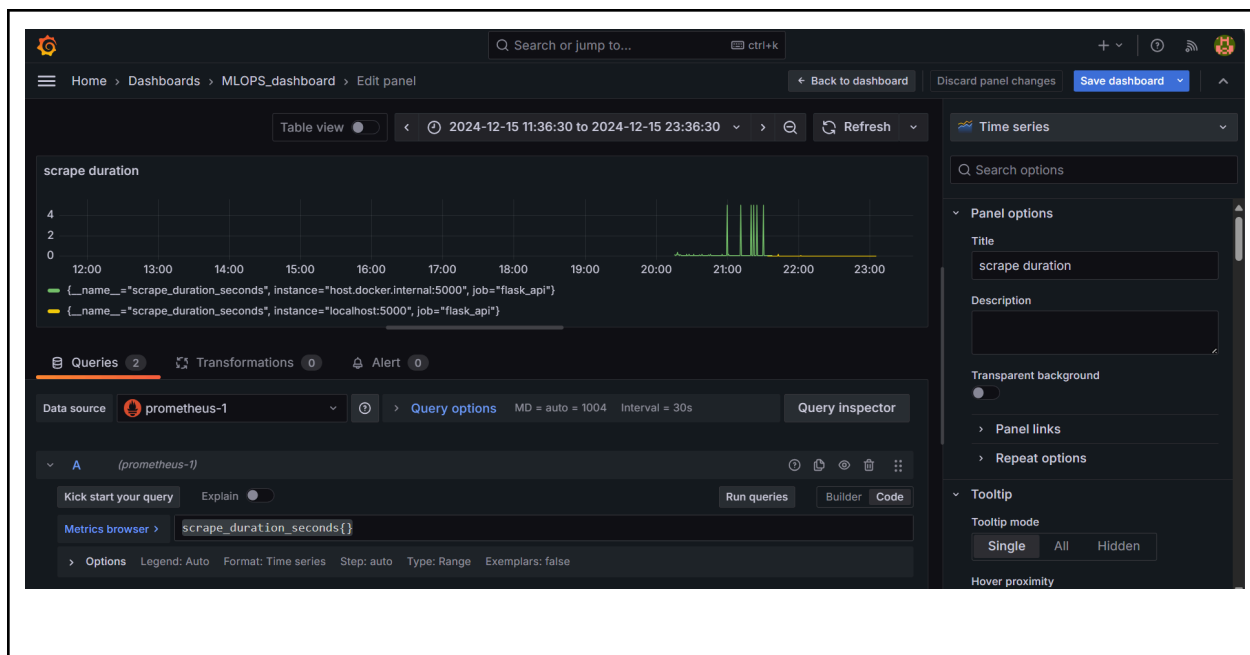 Search or jump to... ctrl+k
Home > Dashboards > MLOPS_dashboard > Edit panel
Back to dashboard
Discard panel changes
Save dashboard
Table view
2024-12-15 11:36:30 to 2024-12-15 23:36:30
Refresh
scrape duration
4
2
0
12:00 13:00 14:00 15:00 16:00 17:00 18:00 19:00 20:00 21:00 22:00 23:00
{__name__="scrape_duration_seconds", instance="host.docker.internal:5000", job="flask_api"}
{__name__="scrape_duration_seconds", instance="localhost:5000", job="flask_api"}
Queries 2 Transformations 0 Alert 0
Data source prometheus-1 > Query options MD = auto = 1004 Interval = 30s Query inspector
A (prometheus-1)
Kick start your query Explain Run queries Builder Code
Metrics browser > scrape_duration_seconds{}
> Options Legend: Auto Format: Time series Step: auto Type: Range Exemplars: false
Time series
Search options
Panel options
Title
scrape duration
Description
Transparent background
> Panel links
> Repeat options
Tooltip
Tooltip mode
Single All Hidden
Hover proximity